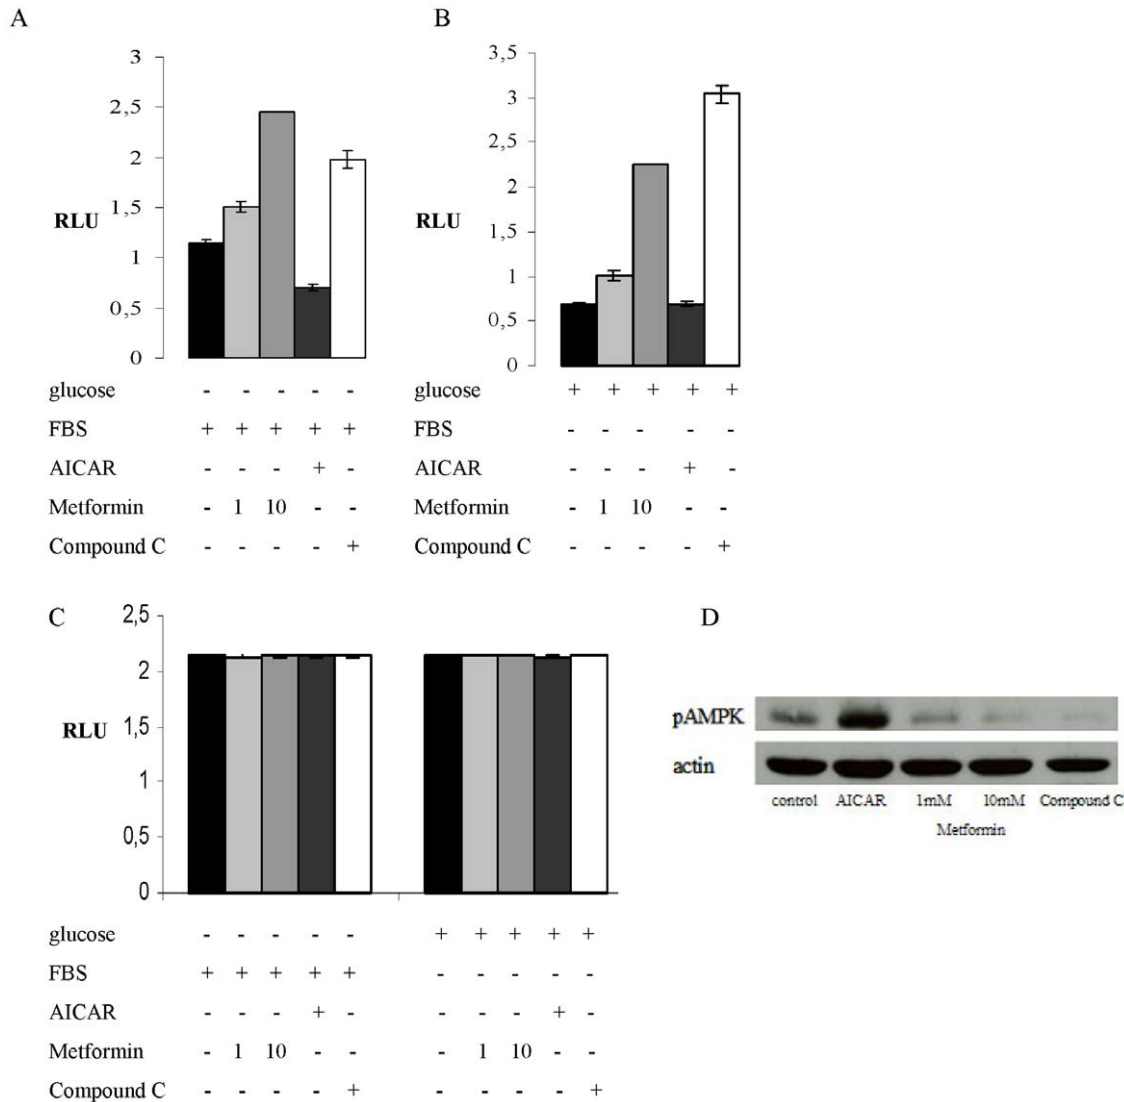 A
3
2,5
2
1,5
1
0,5
0
RLU
glucose - - - - -
FBS + + + + +
AICAR - - - + -
Metformin - 1 10 - -
Compound C - - - - +
B
3,5
3
2,5
2
1,5
1
0,5
0
RLU
glucose + + + + +
FBS - - - - -
AICAR - - - + -
Metformin - 1 10 - -
Compound C - - - - +
C
2,5
2
1,5
1
0,5
0
RLU
glucose - - - - - + + + + +
FBS + + + + + - - - - -
AICAR - - - + - - - - + -
Metformin - 1 10 - - - 1 10 - -
Compound C - - - - + - - - - +
D
pAMPK
actin
control AICAR 1mM 10mM Compound C
Metformin